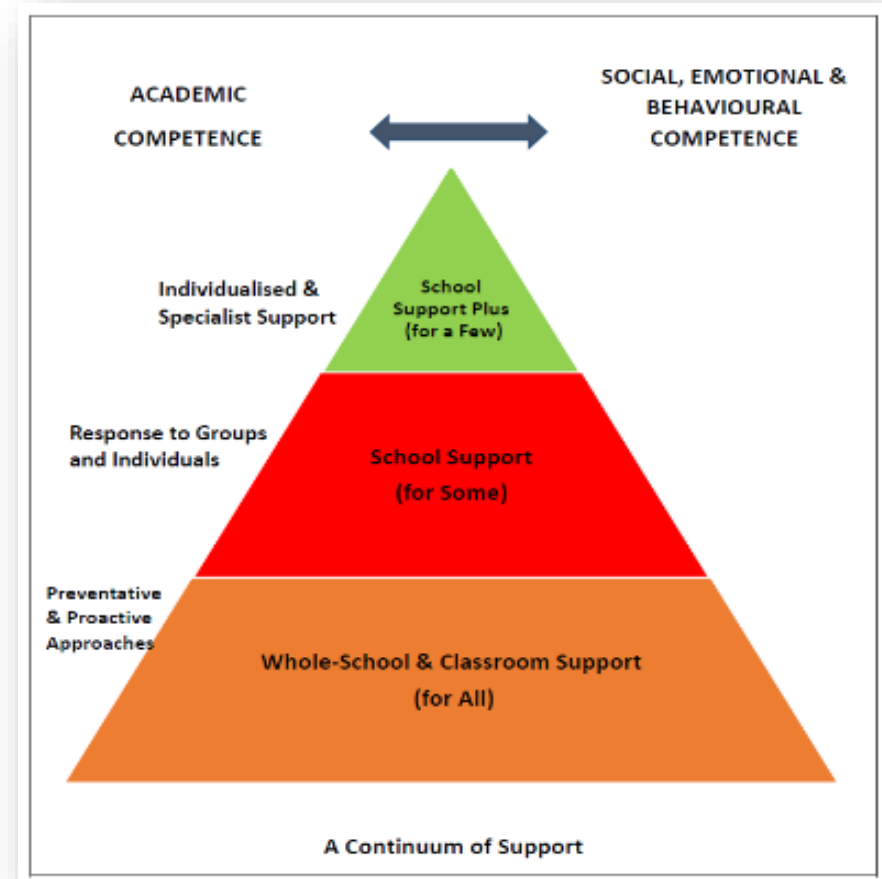 ACADEMIC
COMPETENCE
SOCIAL, EMOTIONAL &
BEHAVIOURAL
COMPETENCE
Individualised &
Specialist Support
School
Support Plus
(for a Few)
Response to Groups
and Individuals
School Support
(for Some)
Preventative
& Proactive
Approaches
Whole-School & Classroom Support
(for All)
A Continuum of Support